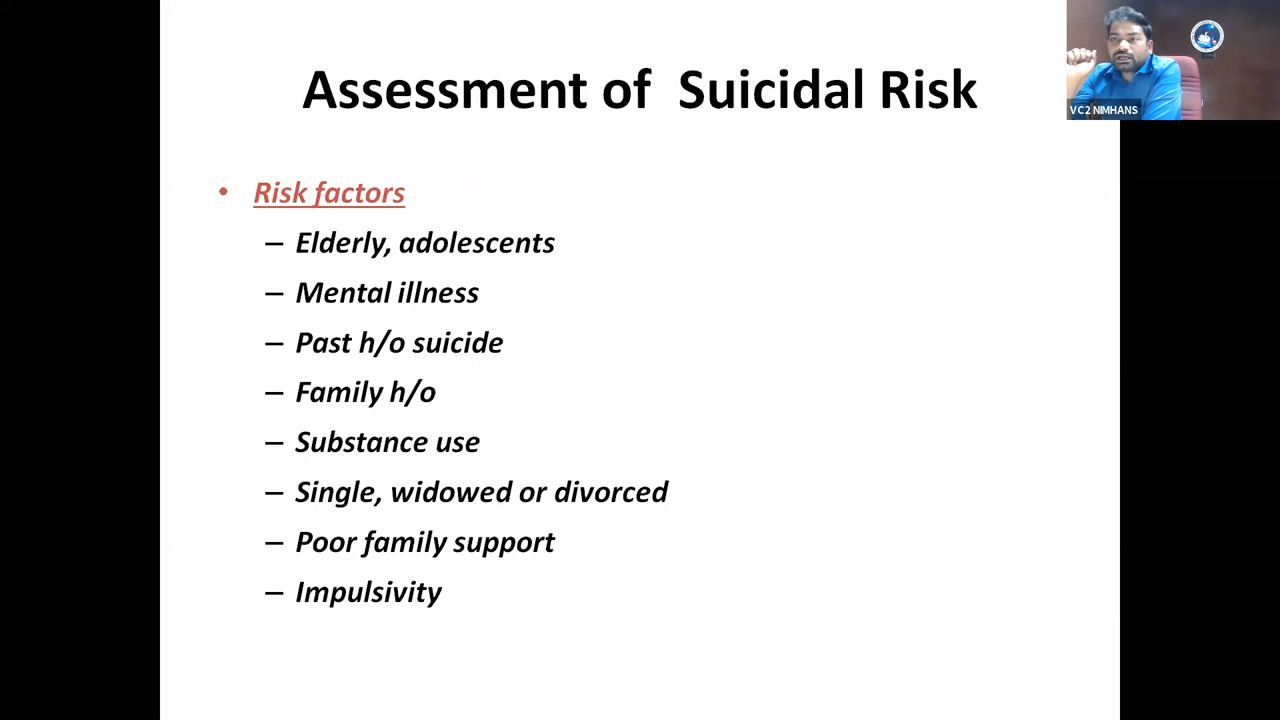 Assessment of Suicidal Risk
VC2 NIMHANS
• Risk factors
– Elderly, adolescents
– Mental illness
– Past h/o suicide
– Family h/o
– Substance use
– Single, widowed or divorced
– Poor family support
– Impulsivity